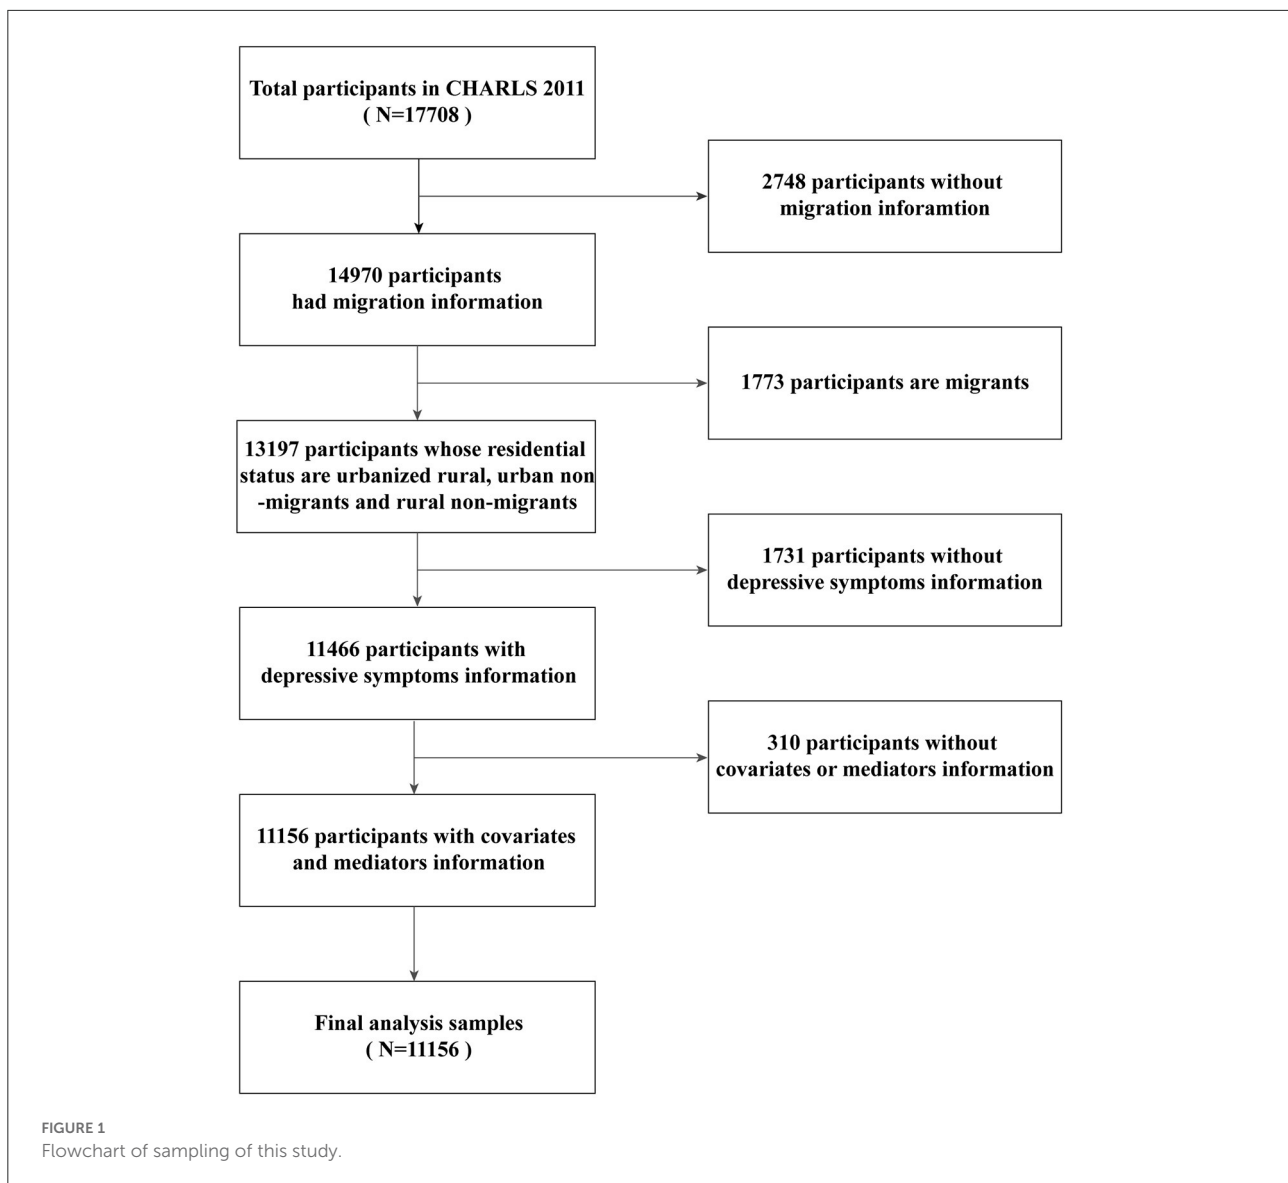 Total participants in CHARLS 2011
( N=17708 )
2748 participants without
migration inforamtion
14970 participants
had migration information
1773 participants are migrants
13197 participants whose residential
status are urbanized rural, urban non
-migrants and rural non-migrants
1731 participants without
depressive symptoms information
11466 participants with
depressive symptoms information
310 participants without
covariates or mediators information
11156 participants with covariates
and mediators information
Final analysis samples
( N=11156 )
FIGURE 1
Flowchart of sampling of this study.